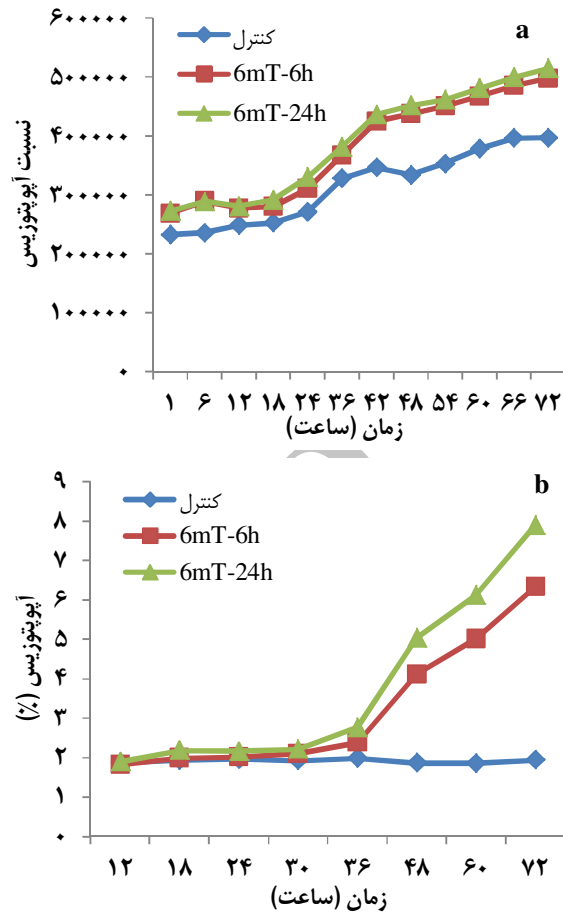 a
کنترل
6mT-6h
6mT-24h
نسبت آپوپتوزیس
۶۰۰۰۰۰
۵۰۰۰۰۰
۴۰۰۰۰۰
۳۰۰۰۰۰
۲۰۰۰۰۰
۱۰۰۰۰۰
۰
۱ ۶ ۱۲ ۱۸ ۲۴ ۳۶ ۴۲ ۴۸ ۵۴ ۶۰ ۶۶ ۷۲
زمان (ساعت)
b
کنترل
6mT-6h
6mT-24h
آپوپتوزیس (%)
۹
۸
۷
۶
۵
۴
۳
۲
۱
۰
۱۲ ۱۸ ۲۴ ۳۰ ۳۶ ۴۸ ۶۰ ۷۲
زمان (ساعت)